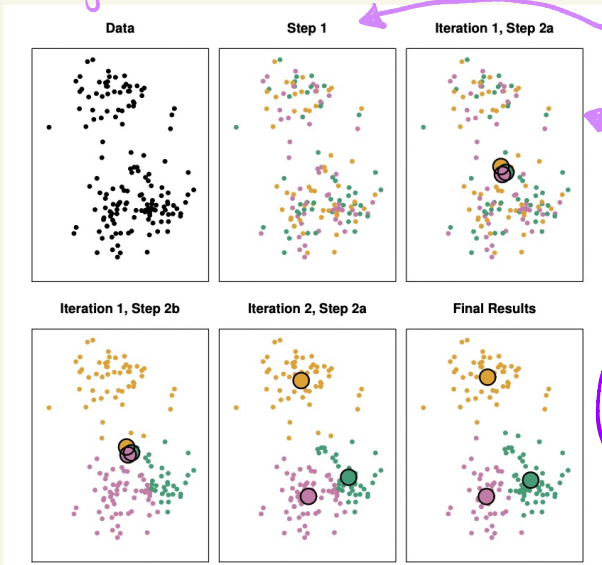 Data
Step 1
Iteration 1, Step 2a
Iteration 1, Step 2b
Iteration 2, Step 2a
Final Results